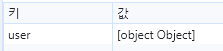 키 값
user [object Object]